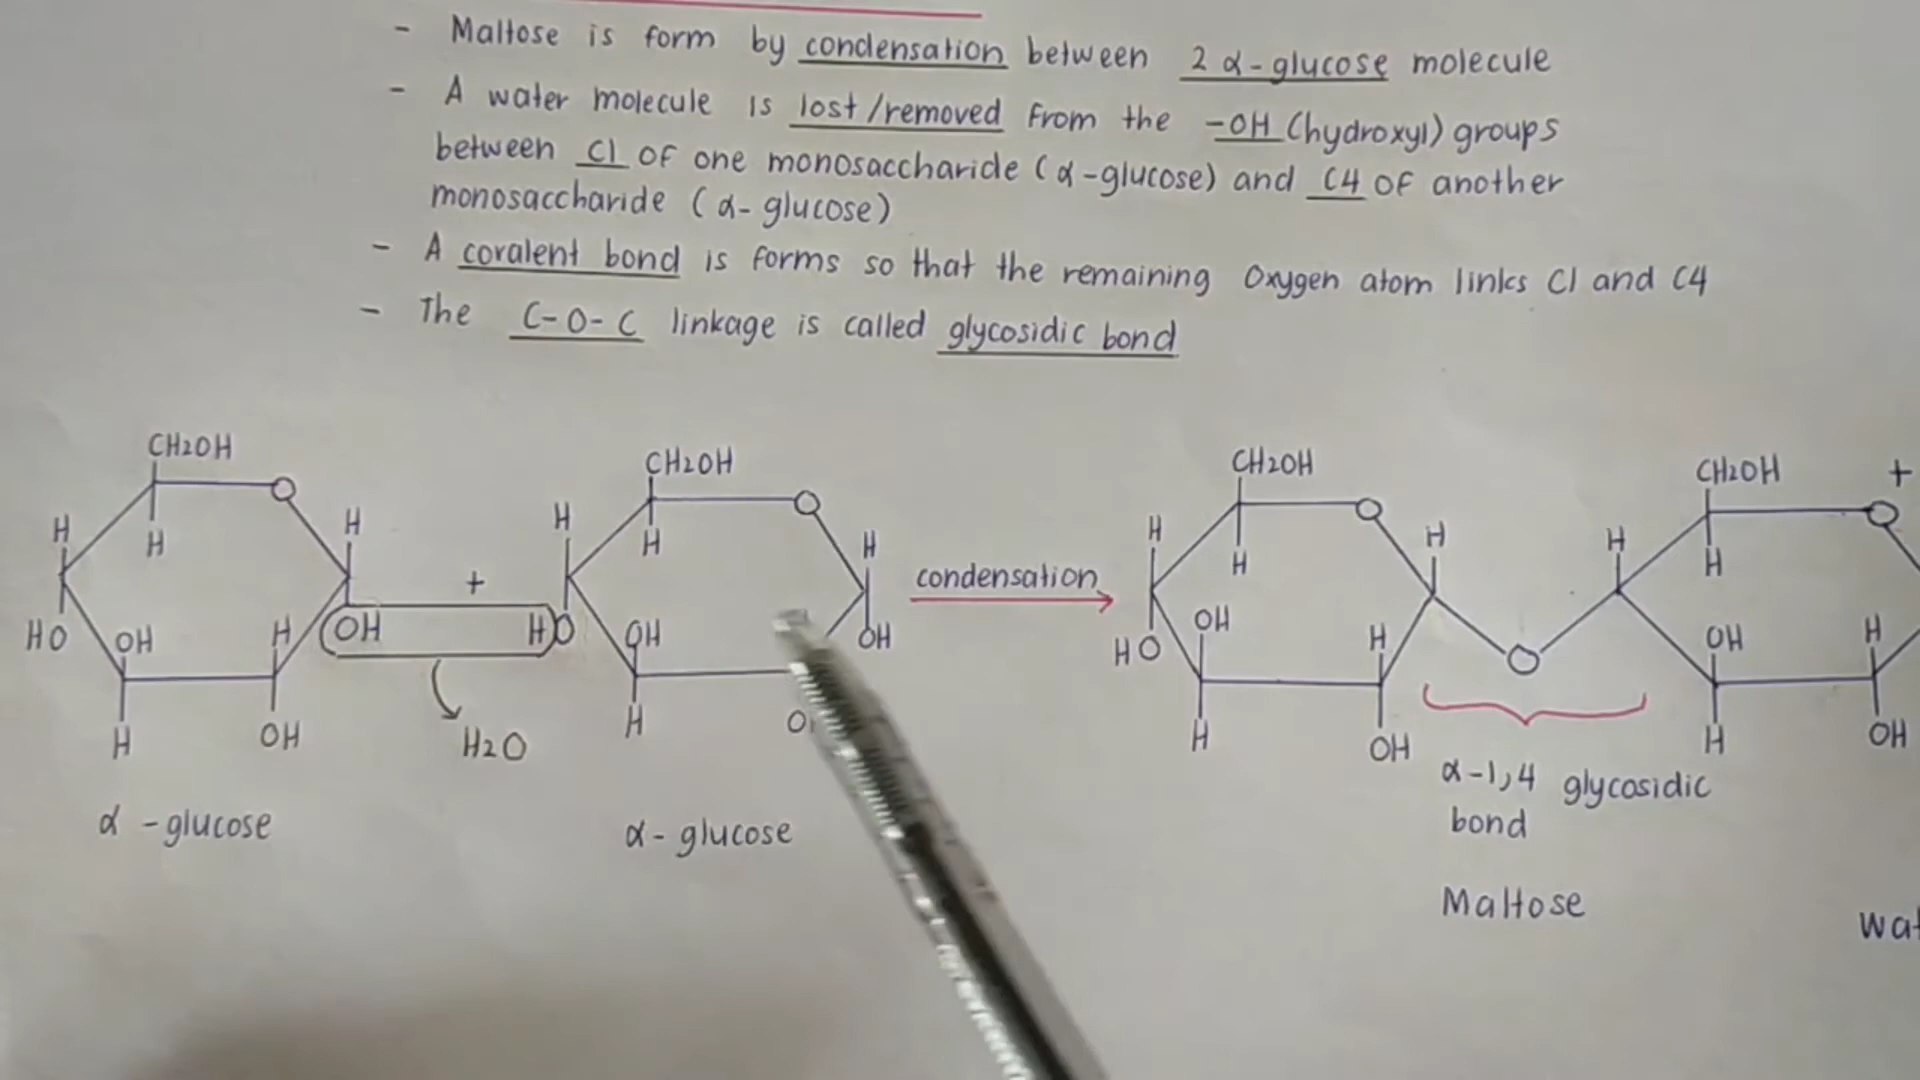 - Maltose is form by condensation between 2 α-glucose molecule
- A water molecule is lost/removed from the -OH (hydroxyl) groups
between C1 of one monosaccharide (α-glucose) and C4 of another
monosaccharide (α-glucose)
- A covalent bond is forms so that the remaining Oxygen atom links C1 and C4
- The C-O-C linkage is called glycosidic bond
CH2OH CH2OH CH2OH CH2OH +
O O O O
H H H H H H
H H H H
+ condensation
HO OH H OH HO OH OH HO OH H O OH H
H OH H2O H H OH H OH
α-1,4 glycosidic
bond
α-glucose α-glucose
Maltose